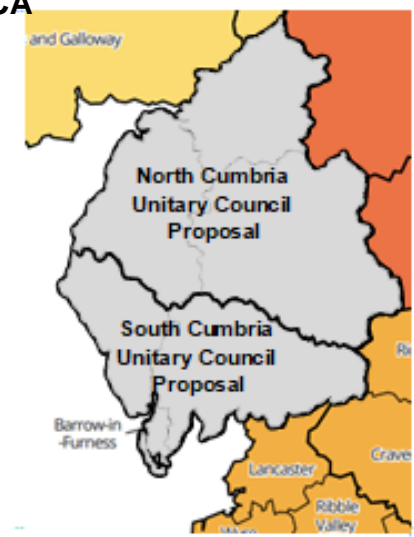 CA
and Galloway
North Cumbria
Unitary Council
Proposal
South Cumbria
Unitary Council
Proposal
Barrow-in
-Furness
Lancaster
Ribble
Valley